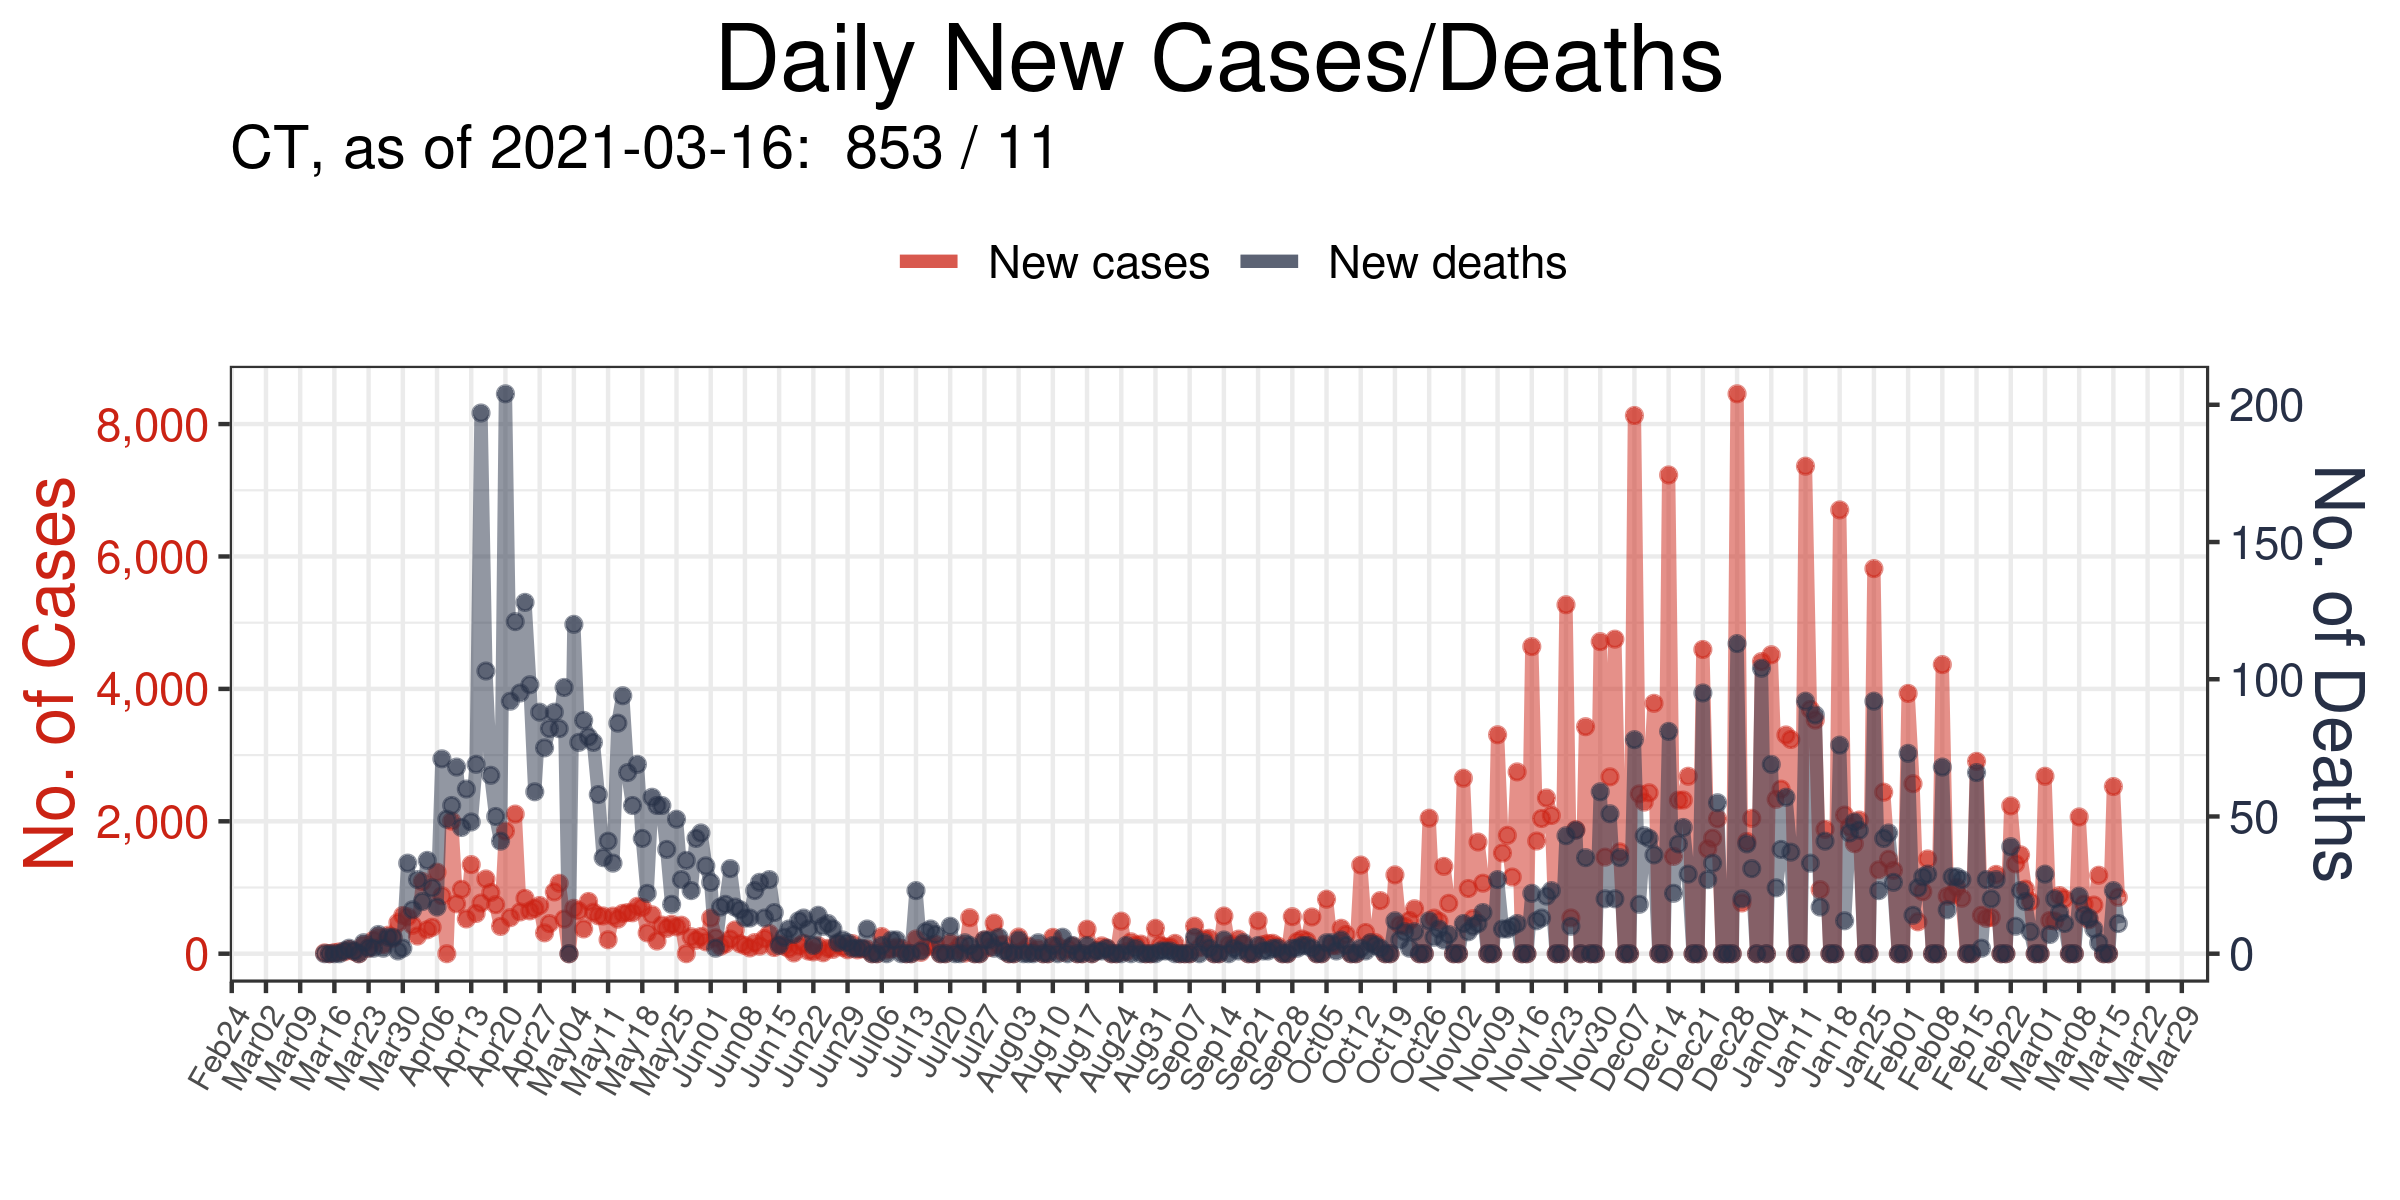 Daily New Cases/Deaths
CT, as of 2021-03-16:  853 / 11
New cases New deaths
No. of Cases
8,000
6,000
4,000
2,000
0
200
150
100
50
0
No. of Deaths
Feb24 Mar02 Mar09 Mar16 Mar23 Mar30 Apr06 Apr13 Apr20 Apr27 May04 May11 May18 May25 Jun01 Jun08 Jun15 Jun22 Jun29 Jul06 Jul13 Jul20 Jul27 Aug03 Aug10 Aug17 Aug24 Aug31 Sep07 Sep14 Sep21 Sep28 Oct05 Oct12 Oct19 Oct26 Nov02 Nov09 Nov16 Nov23 Nov30 Dec07 Dec14 Dec21 Dec28 Jan04 Jan11 Jan18 Jan25 Feb01 Feb08 Feb15 Feb22 Mar01 Mar08 Mar15 Mar22 Mar29